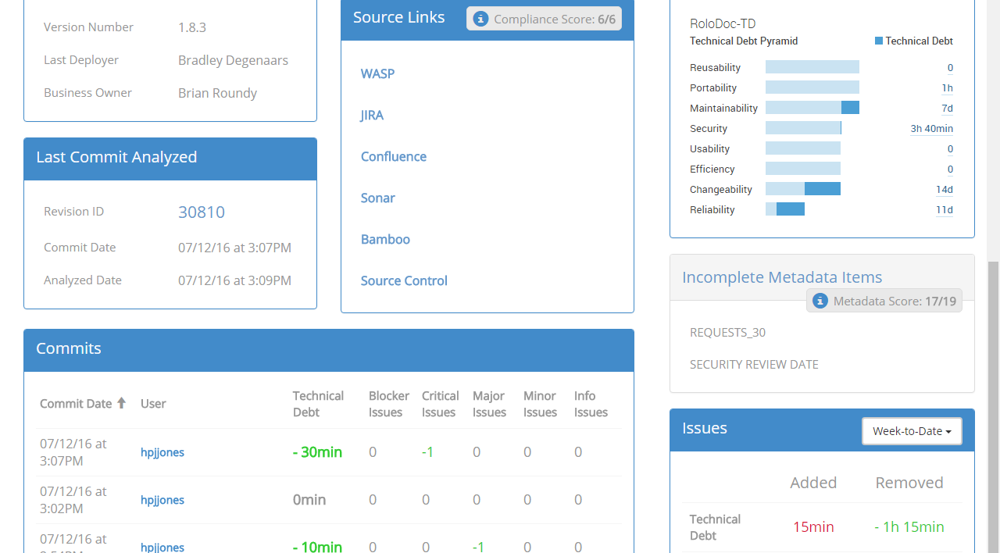 Version Number 1.8.3
Last Deployer Bradley Degenaars
Business Owner Brian Roundy
Last Commit Analyzed
Revision ID 30810
Commit Date 07/12/16 at 3:07PM
Analyzed Date 07/12/16 at 3:09PM
Source Links Compliance Score: 6/6
WASP
JIRA
Confluence
Sonar
Bamboo
Source Control
Commits
Commit Date User Technical Debt Blocker Issues Critical Issues Major Issues Minor Issues Info Issues
07/12/16 at 3:07PM hpjjones - 30min 0 -1 0 0 0
07/12/16 at 3:02PM hpjjones 0min 0 0 0 0 0
07/12/16 at hpjjones - 10min 0 0 -1 0 0
RoloDoc-TD
Technical Debt Pyramid Technical Debt
Reusability 0
Portability 1h
Maintainability 7d
Security 3h 40min
Usability 0
Efficiency 0
Changeability 14d
Reliability 11d
Incomplete Metadata Items
Metadata Score: 17/19
REQUESTS_30
SECURITY REVIEW DATE
Issues Week-to-Date
Added Removed
Technical Debt 15min - 1h 15min